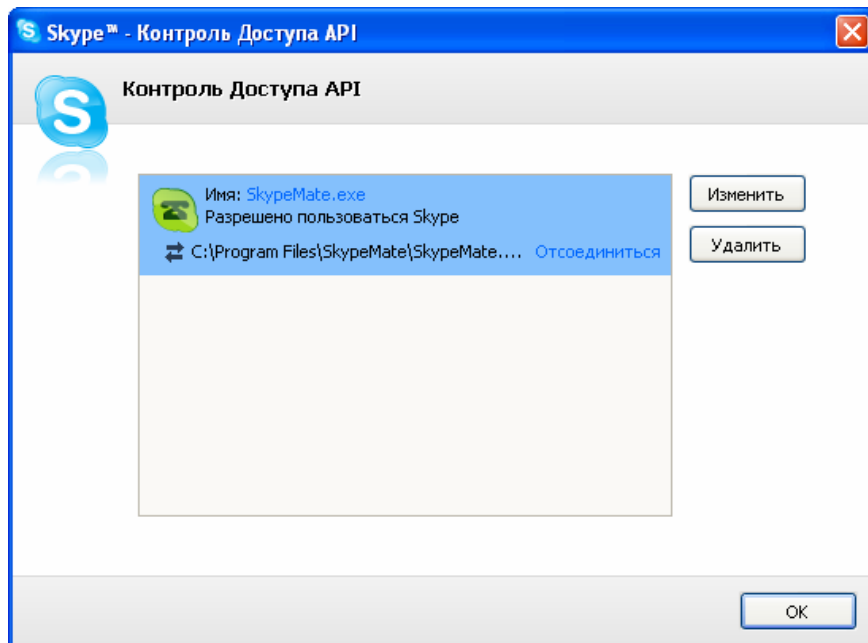 Skype™ - Контроль Доступа API
Контроль Доступа API
Имя: SkypeMate.exe
Разрешено пользоваться Skype
C:\Program Files\SkypeMate\SkypeMate.... Отсоединиться
Изменить
Удалить
OK